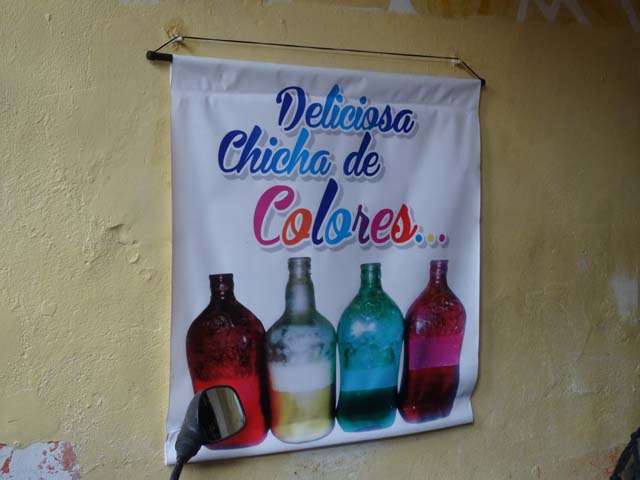 Deliciosa
Chicha de
Colores...